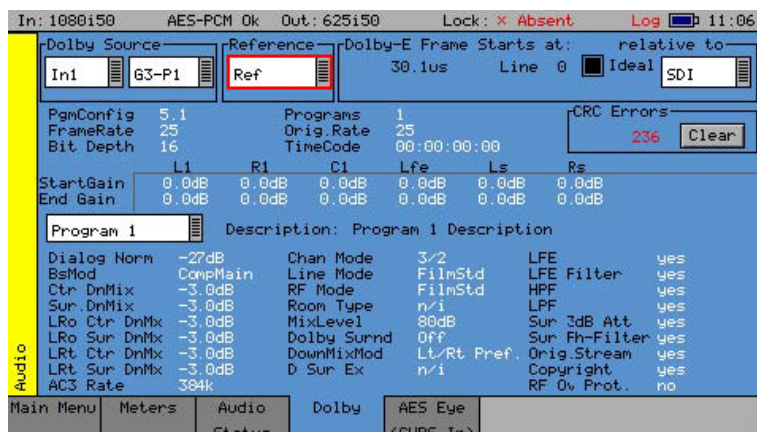 In: 1080i50 AES-PCM Ok Out: 625i50 Lock: × Absent Log 11:06
Dolby Source Reference Dolby-E Frame Starts at: relative to
In1 G3-P1 Ref 30.1us Line 0 Ideal SDI
PgmConfig 5.1 Programs 1 CRC Errors
FrameRate 25 Orig.Rate 25 236 Clear
Bit Depth 16 TimeCode 00:00:00:00
L1 R1 C1 Lfe Ls Rs
StartGain 0.0dB 0.0dB 0.0dB 0.0dB 0.0dB 0.0dB
End Gain 0.0dB 0.0dB 0.0dB 0.0dB 0.0dB 0.0dB
Program 1 Description: Program 1 Description
Dialog Norm -27dB Chan Mode 3/2 LFE yes
BsMod CompMain Line Mode FilmStd LFE Filter yes
Ctr DnMix -3.0dB RF Mode FilmStd HPF yes
Sur.DnMix -3.0dB Room Type n/i LPF yes
LRo Ctr DnMx -3.0dB MixLevel 80dB Sur 3dB Att yes
LRo Sur DnMx -3.0dB Dolby Surnd Off Sur Ph-Filter yes
LRt Ctr DnMx -3.0dB DownMixMod Lt/Rt Pref. Orig.Stream yes
LRt Sur DnMx -3.0dB D Sur Ex n/i Copyright yes
AC3 Rate 384k RF Ov Prot. no
Audio
Main Menu Meters Audio Dolby AES Eye
Status (SURS In)